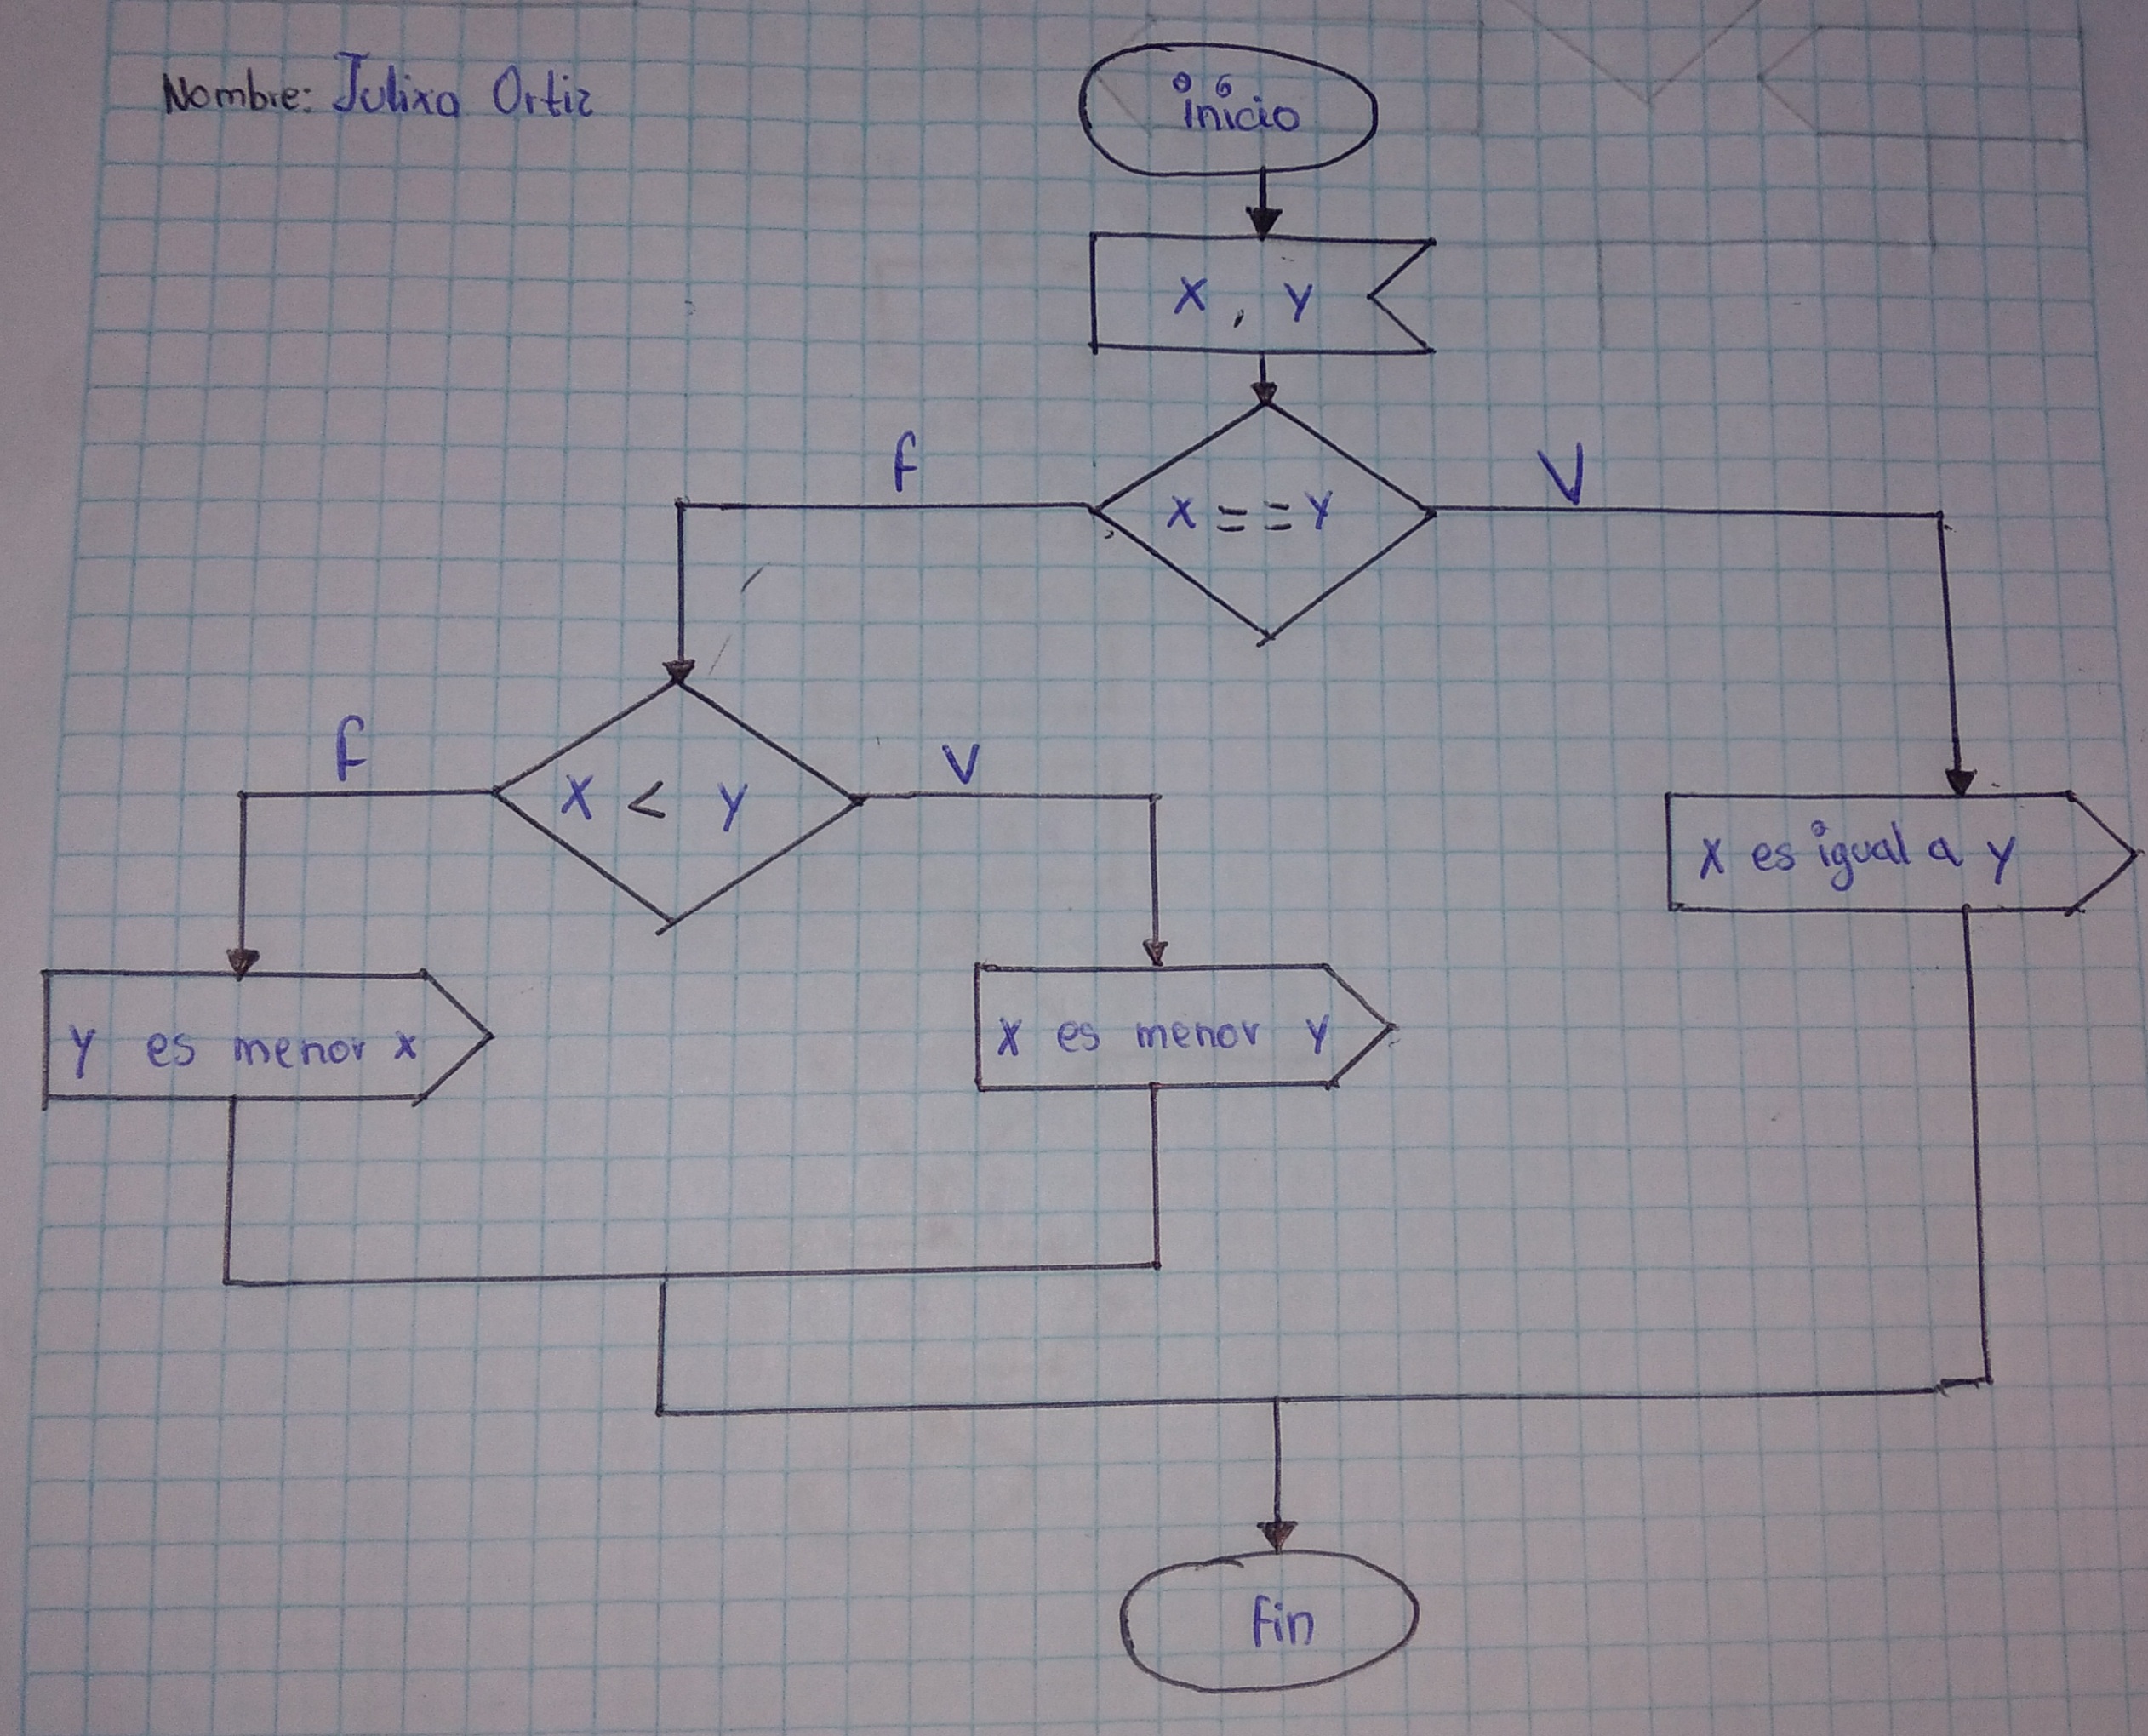 Nombre: Julixa Ortiz
inicio
X, y
f
V
X == Y
f
V
X < y
X es igual a y
y es menor x
X es menor y
Fin